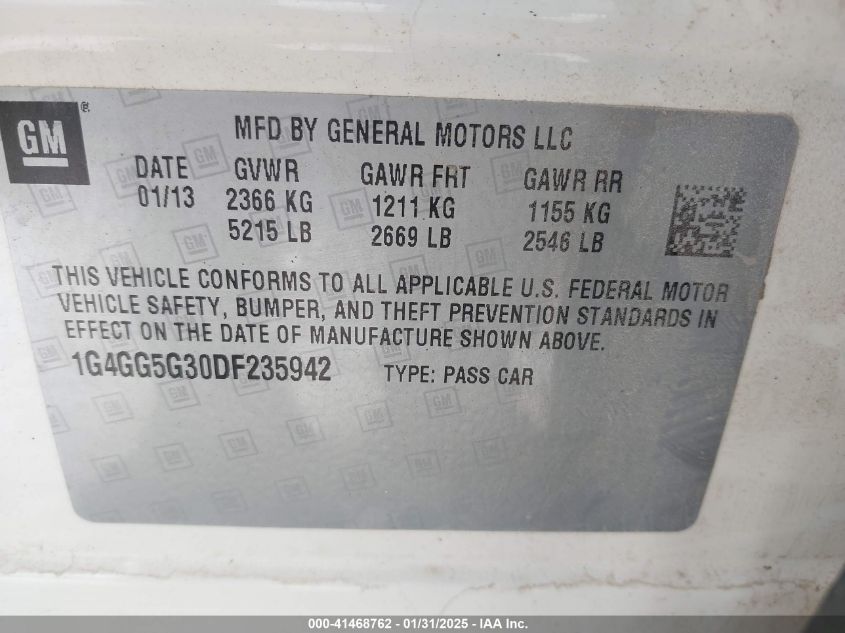 GM ®
MFD BY GENERAL MOTORS LLC
DATE GVWR GAWR FRT GAWR RR
01/13 2366 KG 1211 KG 1155 KG
5215 LB 2669 LB 2546 LB
THIS VEHICLE CONFORMS TO ALL APPLICABLE U.S. FEDERAL MOTOR
VEHICLE SAFETY, BUMPER, AND THEFT PREVENTION STANDARDS IN
EFFECT ON THE DATE OF MANUFACTURE SHOWN ABOVE.
1G4GG5G30DF235942 TYPE: PASS CAR
000-41468762 - 01/31/2025 - IAA Inc.